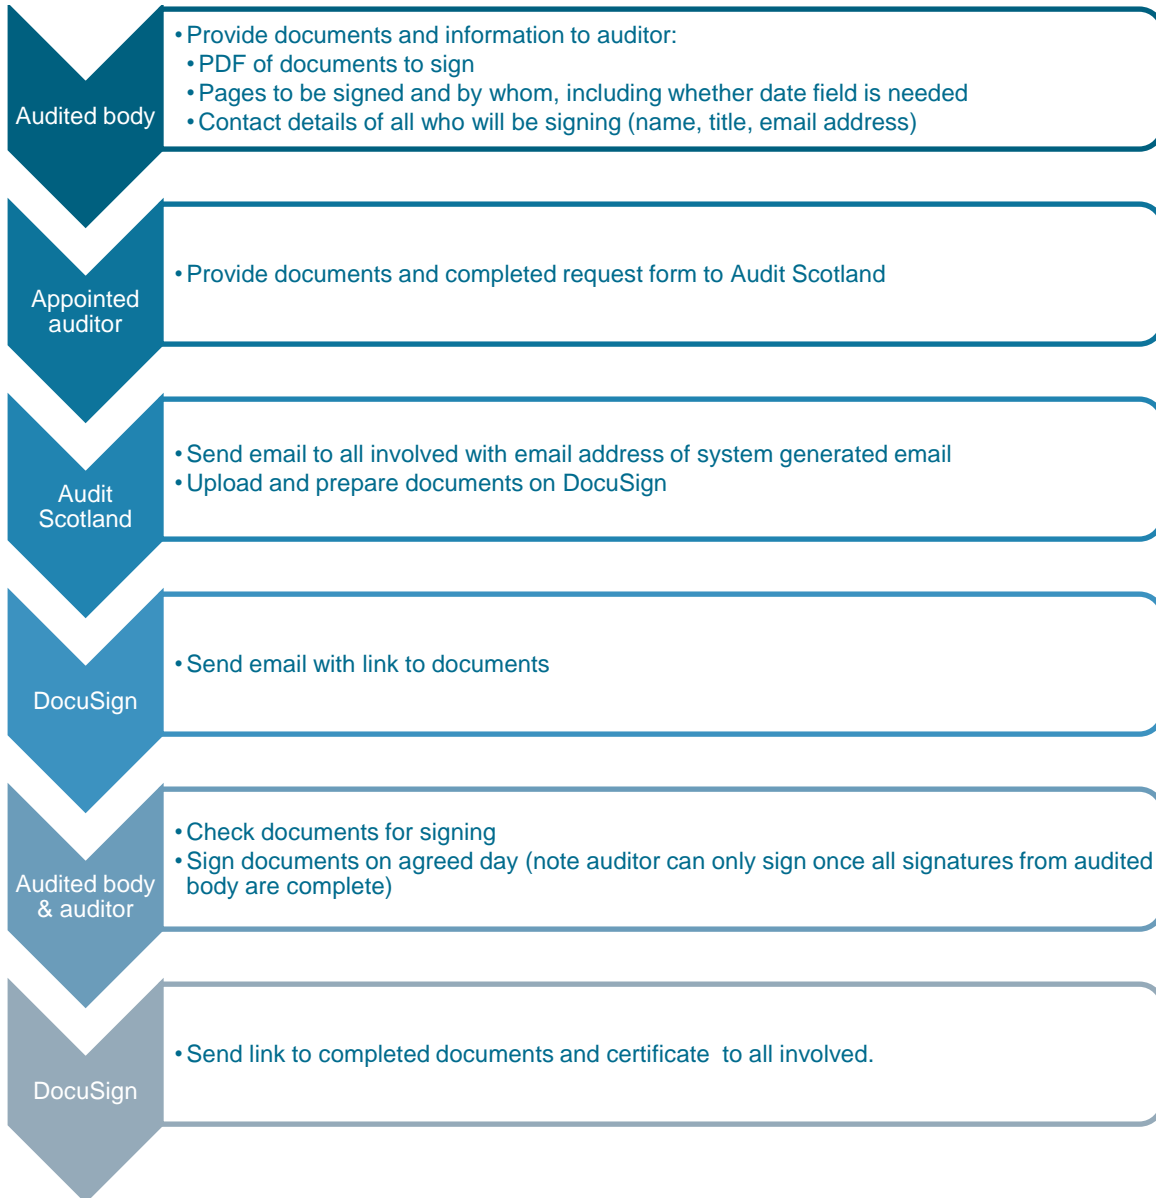 Audited body
• Provide documents and information to auditor:
• PDF of documents to sign
• Pages to be signed and by whom, including whether date field is needed
• Contact details of all who will be signing (name, title, email address)
Appointed
auditor
• Provide documents and completed request form to Audit Scotland
Audit
Scotland
• Send email to all involved with email address of system generated email
• Upload and prepare documents on DocuSign
DocuSign
• Send email with link to documents
Audited body
& auditor
• Check documents for signing
• Sign documents on agreed day (note auditor can only sign once all signatures from audited
body are complete)
DocuSign
• Send link to completed documents and certificate  to all involved.